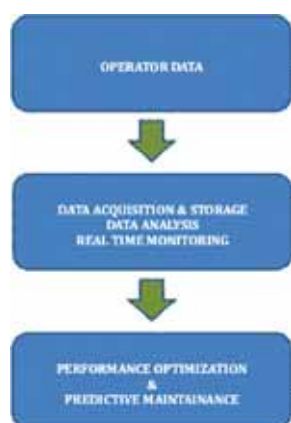 OPERATOR DATA
DATA ACQUISITION & STORAGE
DATA ANALYSIS
REAL TIME MONITORING
PERFORMANCE OPTIMIZATION
&
PREDICTIVE MAINTAINANCE